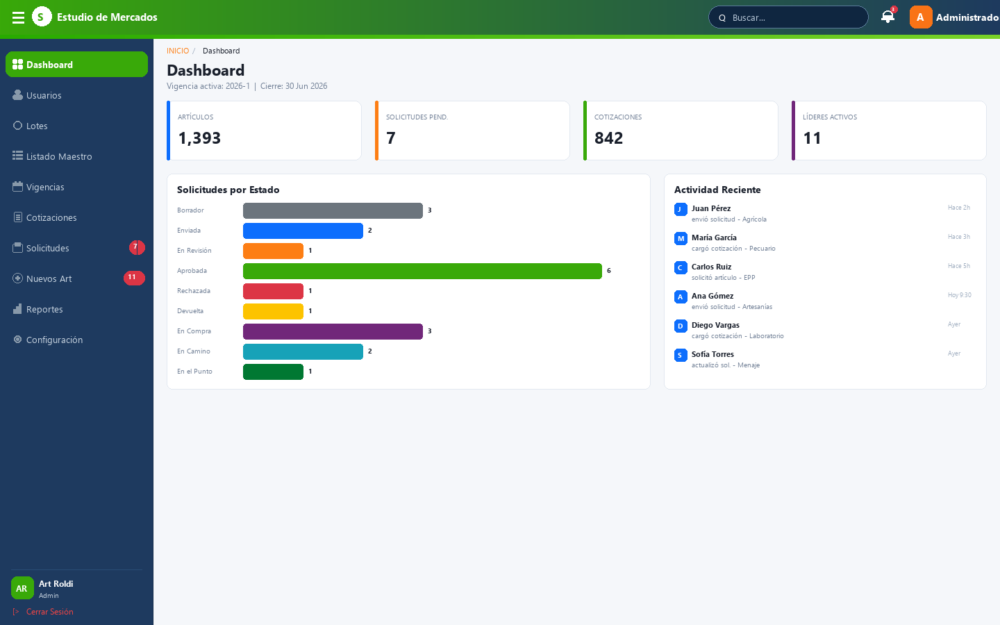 S Estudio de Mercados
Buscar...
3
A Administrado
Dashboard
Usuarios
Lotes
Listado Maestro
Vigencias
Cotizaciones
Solicitudes 7
Nuevos Art 11
Reportes
Configuración
AR Art Roldi
Admin
[> Cerrar Sesión
INICIO / Dashboard
Dashboard
Vigencia activa: 2026-1 | Cierre: 30 Jun 2026
ARTÍCULOS
1,393
SOLICITUDES PEND.
7
COTIZACIONES
842
LÍDERES ACTIVOS
11
Solicitudes por Estado
Borrador 3
Enviada 2
En Revisión 1
Aprobada 6
Rechazada 1
Devuelta 1
En Compra 3
En Camino 2
En el Punto 1
Actividad Reciente
J Juan Pérez Hace 2h
envió solicitud - Agrícola
M María García Hace 3h
cargó cotización - Pecuario
C Carlos Ruiz Hace 5h
solicitó artículo - EPP
A Ana Gómez Hoy 9:30
envió solicitud - Artesanías
D Diego Vargas Ayer
cargó cotización - Laboratorio
S Sofía Torres Ayer
actualizó sol. - Menaje